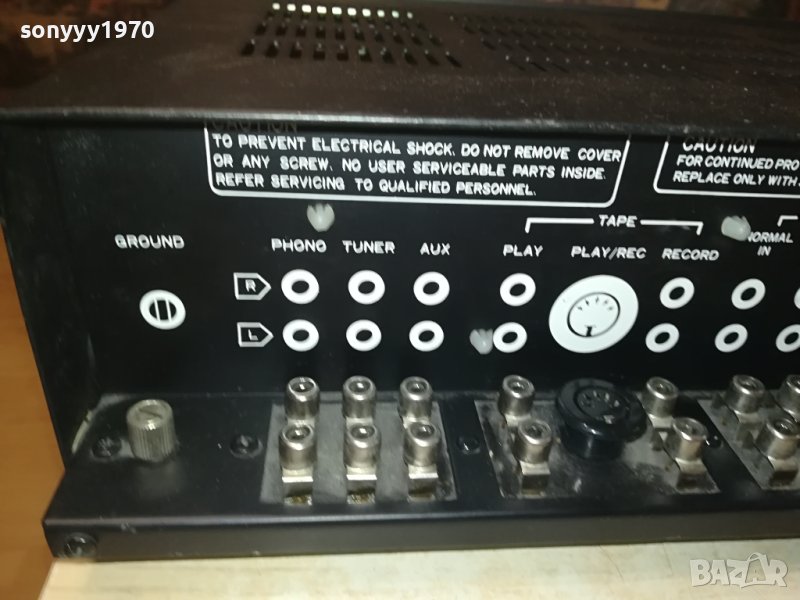 sonyyy1970
CAUTION
TO PREVENT ELECTRICAL SHOCK, DO NOT REMOVE COVER
OR ANY SCREW. NO USER SERVICEABLE PARTS INSIDE.
REFER SERVICING TO QUALIFIED PERSONNEL.
CAUTION
FOR CONTINUED PRO
REPLACE ONLY WITH
GROUND
PHONO TUNER AUX
TAPE
PLAY PLAY/REC RECORD
NORMAL
IN
R
L
BAZAR